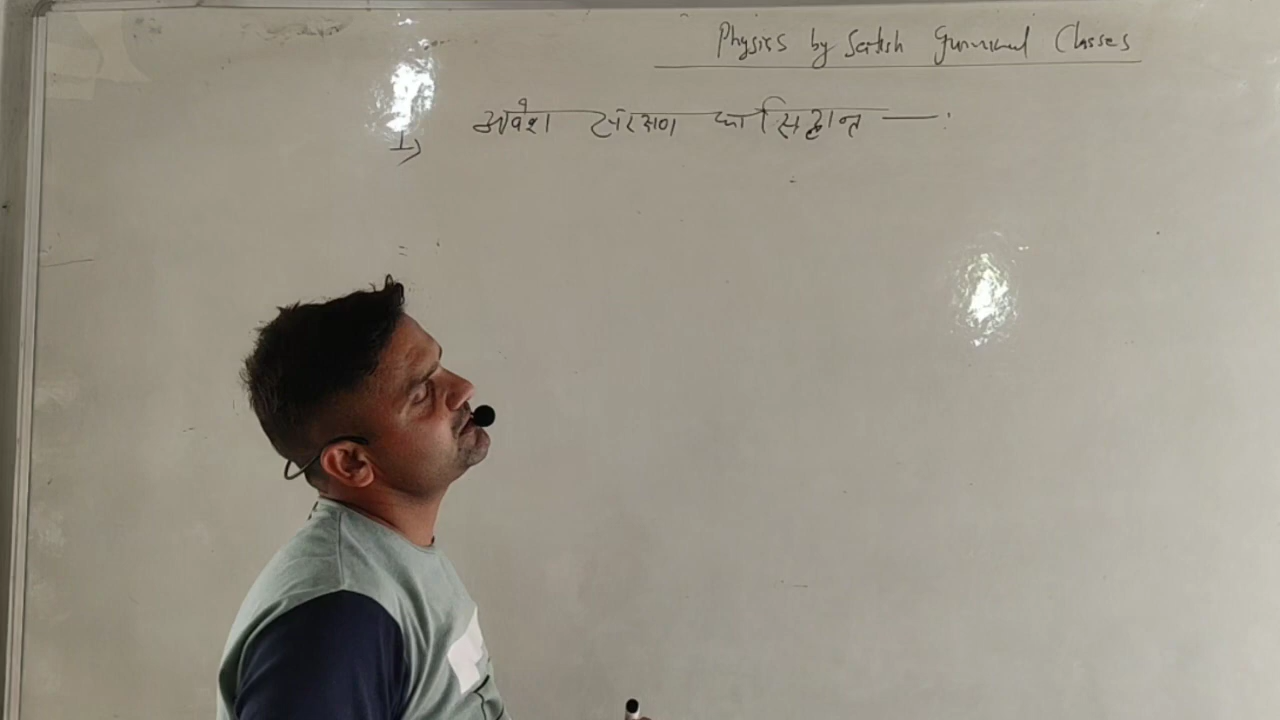 Physics by Satish Gurukul Classes
1) आवेश संरक्षण का सिद्धान्त —: